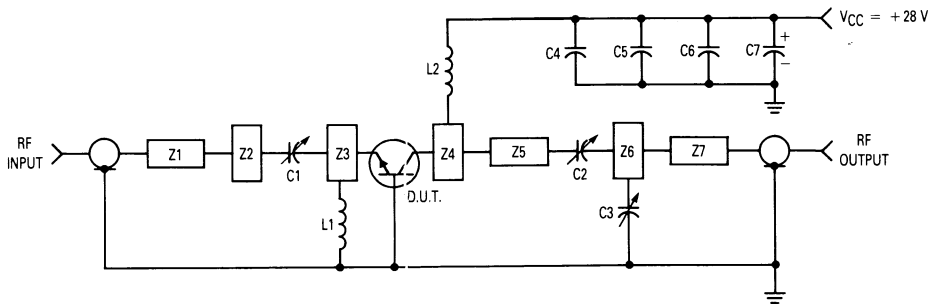 VCC = +28 V
L2
C4
C5
C6
C7
+
−
RF
INPUT
Z1
Z2
C1
Z3
D.U.T.
Z4
Z5
C2
Z6
Z7
RF
OUTPUT
L1
C3